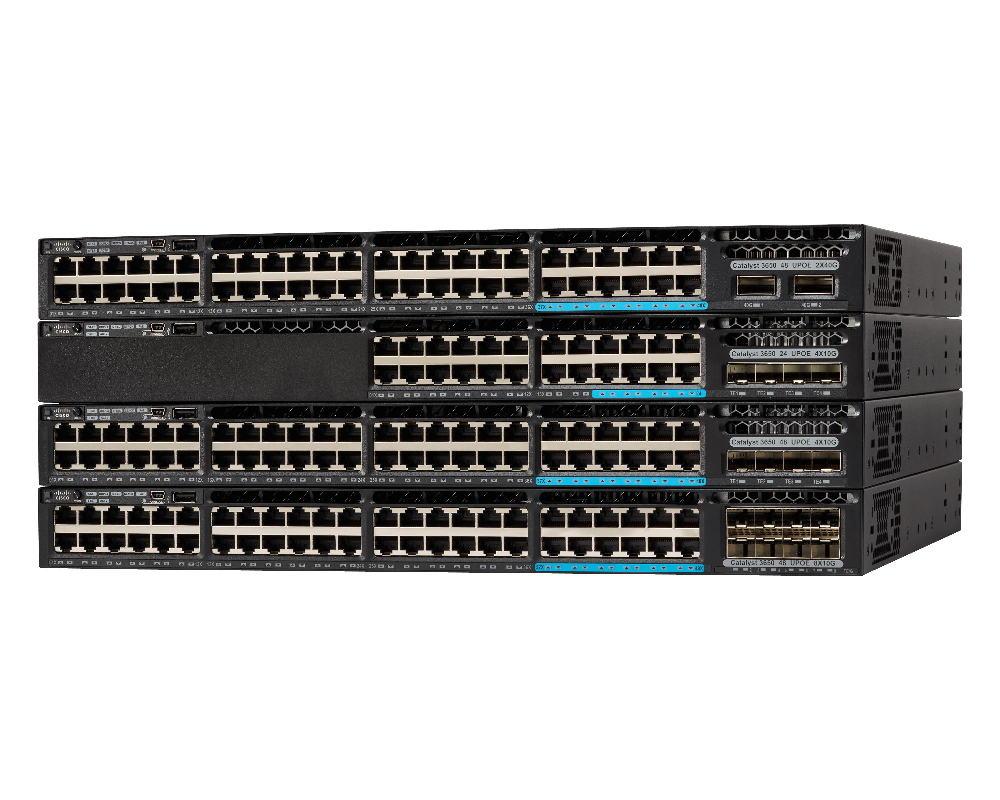 CISCO
UID
MODE
STAT DUPLX SPEED STACK PoE
SYST ACTV
CONSOLE
Catalyst 3650 48 UPOE 2X40G
40G 1 40G 2
01X 12X 13X 24X 25X 36X 37X 48X
CISCO
UID
MODE
STAT DUPLX SPEED STACK PoE
SYST ACTV
CONSOLE
Catalyst 3650 24 UPOE 4X10G
TE1 TE2 TE3 TE4
01X 12X 13X 24
CISCO
UID
MODE
STAT DUPLX SPEED STACK PoE
SYST ACTV
CONSOLE
Catalyst 3650 48 UPOE 4X10G
TE1 TE2 TE3 TE4
01X 12X 13X 24X 25X 36X 37X 48X
CISCO
UID
MODE
STAT DUPLX SPEED STACK PoE
SYST ACTV
CONSOLE
Catalyst 3650 48 UPOE 8X10G
01X 12X 13X 24X 25X 36X 37X 48X
1 2 3 4 5 6 7 8 TE/G